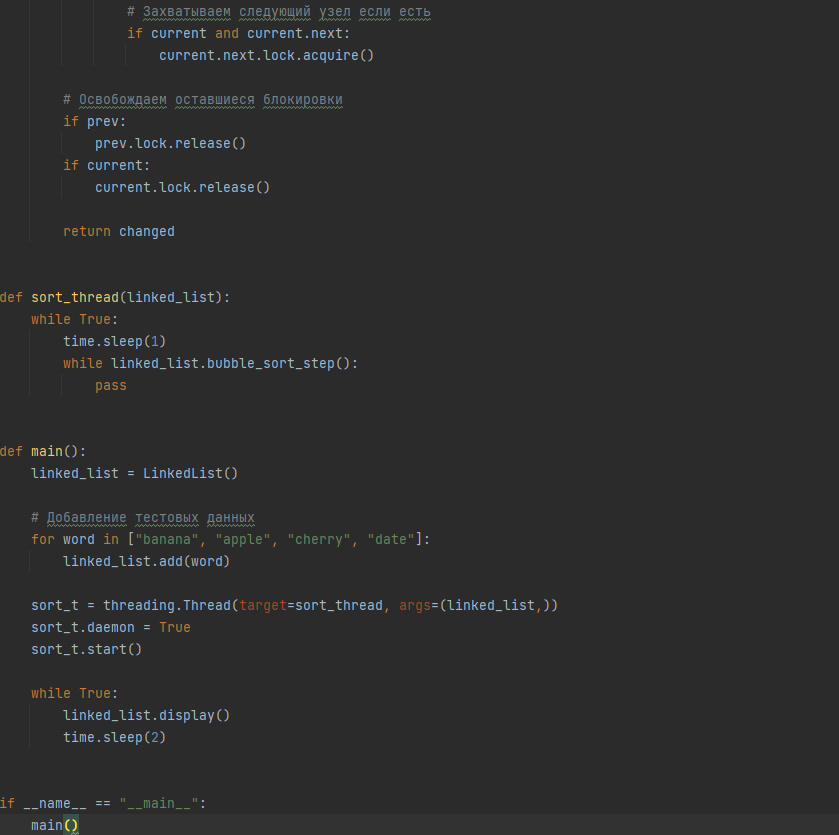 # Захватываем следующий узел если есть
if current and current.next:
current.next.lock.acquire()
# Освобождаем оставшиеся блокировки
if prev:
prev.lock.release()
if current:
current.lock.release()
return changed
def sort_thread(linked_list):
while True:
time.sleep(1)
while linked_list.bubble_sort_step():
pass
def main():
linked_list = LinkedList()
# Добавление тестовых данных
for word in ["banana", "apple", "cherry", "date"]:
linked_list.add(word)
sort_t = threading.Thread(target=sort_thread, args=(linked_list,))
sort_t.daemon = True
sort_t.start()
while True:
linked_list.display()
time.sleep(2)
if __name__ == "__main__":
main()